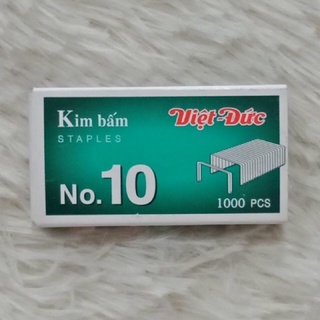 Kim bấm
STAPLES
Việt-Đức
No.10
1000 PCS